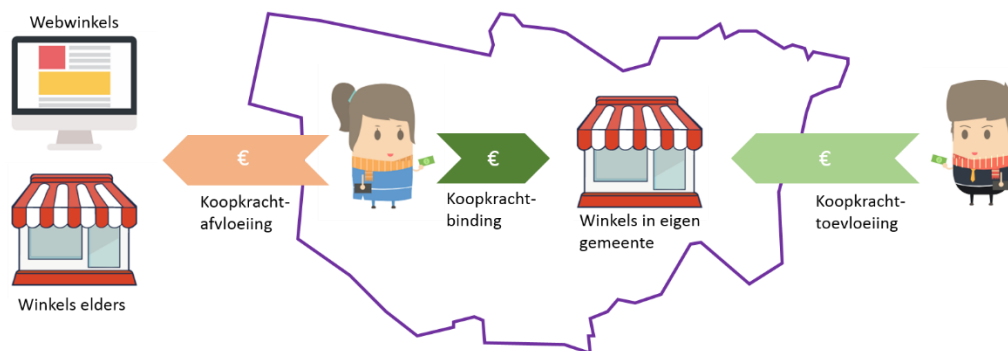 Webwinkels
€
€
€
Koopkracht-
afvloeiing
Koopkracht-
binding
Winkels in eigen
gemeente
Koopkracht-
toevloeiing
Winkels elders